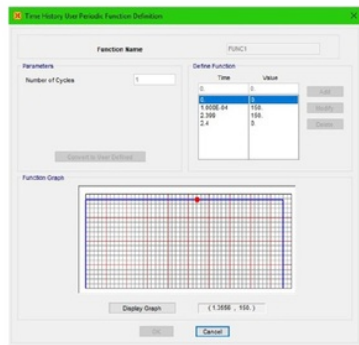 Time History User Periodic Function Definition
Function Name
FUNC1
Parameters
Number of Cycles
1
Convert to User Defined
Define Function
Time Value
0. 0.
0. 0.
1.000E-04 150.
2.399 150.
2.4 0.
Add
Modify
Delete
Function Graph
Display Graph
(1.3656 , 150.)
OK
Cancel